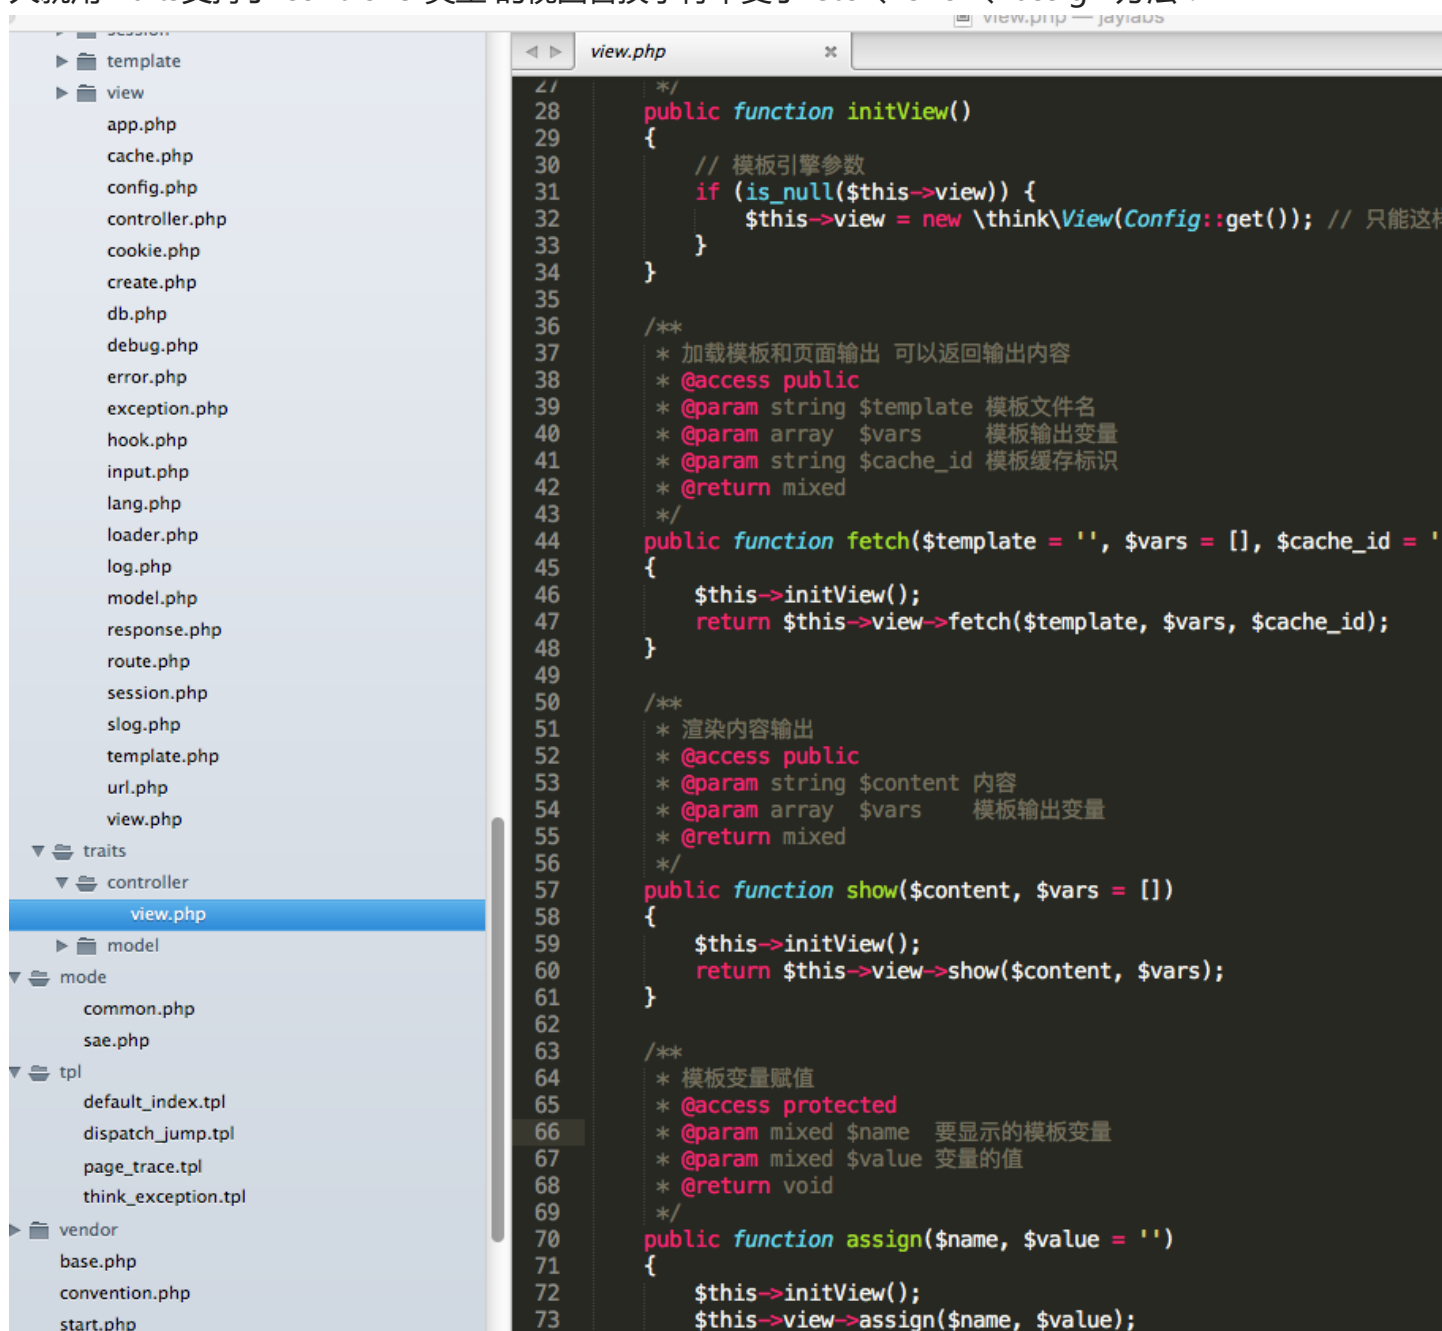 view.php — jaylabs
session
template
view
app.php
cache.php
config.php
controller.php
cookie.php
create.php
db.php
debug.php
error.php
exception.php
hook.php
input.php
lang.php
loader.php
log.php
model.php
response.php
route.php
session.php
slog.php
template.php
url.php
view.php
traits
controller
view.php
model
mode
common.php
sae.php
tpl
default_index.tpl
dispatch_jump.tpl
page_trace.tpl
think_exception.tpl
vendor
base.php
convention.php
start.php
view.php
27 */
28 public function initView()
29 {
30 // 模板引擎参数
31 if (is_null($this->view)) {
32 $this->view = new \think\View(Config::get()); // 只能这样
33 }
34 }
35
36 /**
37 * 加载模板和页面输出 可以返回输出内容
38 * @access public
39 * @param string $template 模板文件名
40 * @param array $vars 模板输出变量
41 * @param string $cache_id 模板缓存标识
42 * @return mixed
43 */
44 public function fetch($template = '', $vars = [], $cache_id = '
45 {
46 $this->initView();
47 return $this->view->fetch($template, $vars, $cache_id);
48 }
49
50 /**
51 * 渲染内容输出
52 * @access public
53 * @param string $content 内容
54 * @param array $vars 模板输出变量
55 * @return mixed
56 */
57 public function show($content, $vars = [])
58 {
59 $this->initView();
60 return $this->view->show($content, $vars);
61 }
62
63 /**
64 * 模板变量赋值
65 * @access protected
66 * @param mixed $name 要显示的模板变量
67 * @param mixed $value 变量的值
68 * @return void
69 */
70 public function assign($name, $value = '')
71 {
72 $this->initView();
73 $this->view->assign($name, $value);